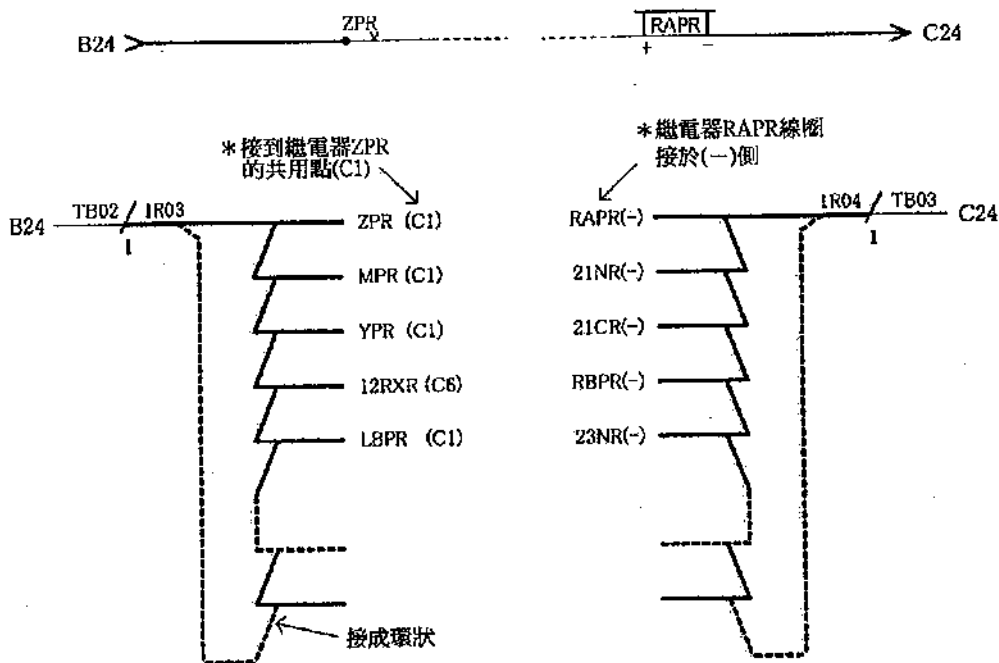 B24
ZPR
RAPR
+ −
C24
＊接到繼電器ZPR
的共用點(C1)
＊繼電器RAPR線圈
接於(－)側
B24
TB02
1R03
1
ZPR (C1)
MPR (C1)
YPR (C1)
12RXR (C6)
LBPR (C1)
接成環狀
RAPR(-)
21NR(-)
21CR(-)
RBPR(-)
23NR(-)
1R04
TB03
1
C24